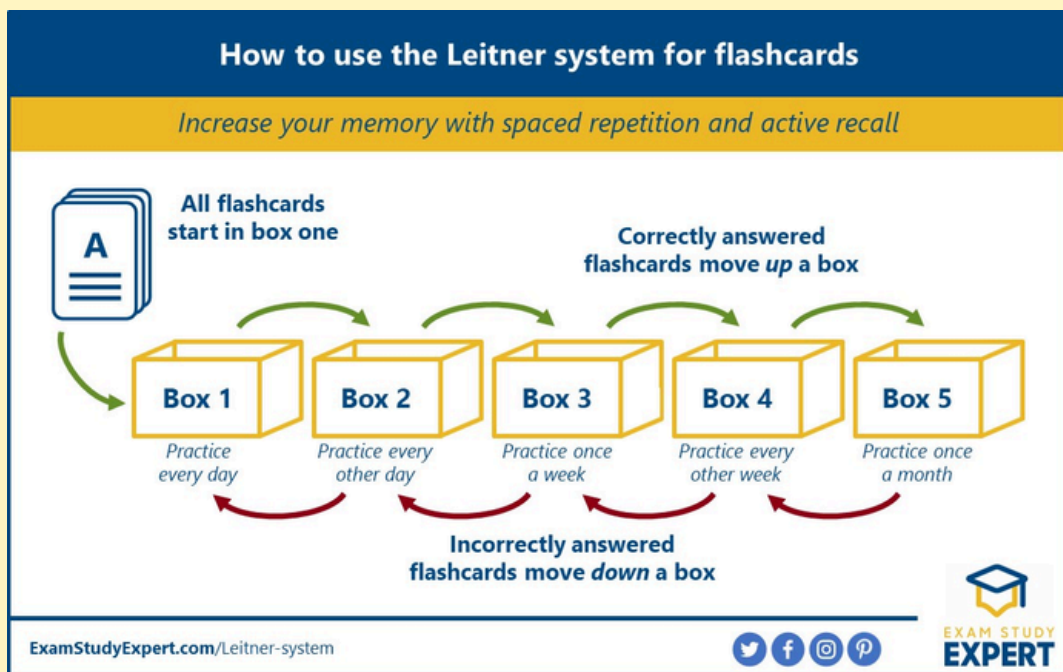 How to use the Leitner system for flashcards
Increase your memory with spaced repetition and active recall
All flashcards
start in box one
A
Correctly answered
flashcards move up a box
Box 1
Box 2
Box 3
Box 4
Box 5
Practice
every day
Practice every
other day
Practice once
a week
Practice every
other week
Practice once
a month
Incorrectly answered
flashcards move down a box
ExamStudyExpert.com/Leitner-system
EXAM STUDY
EXPERT